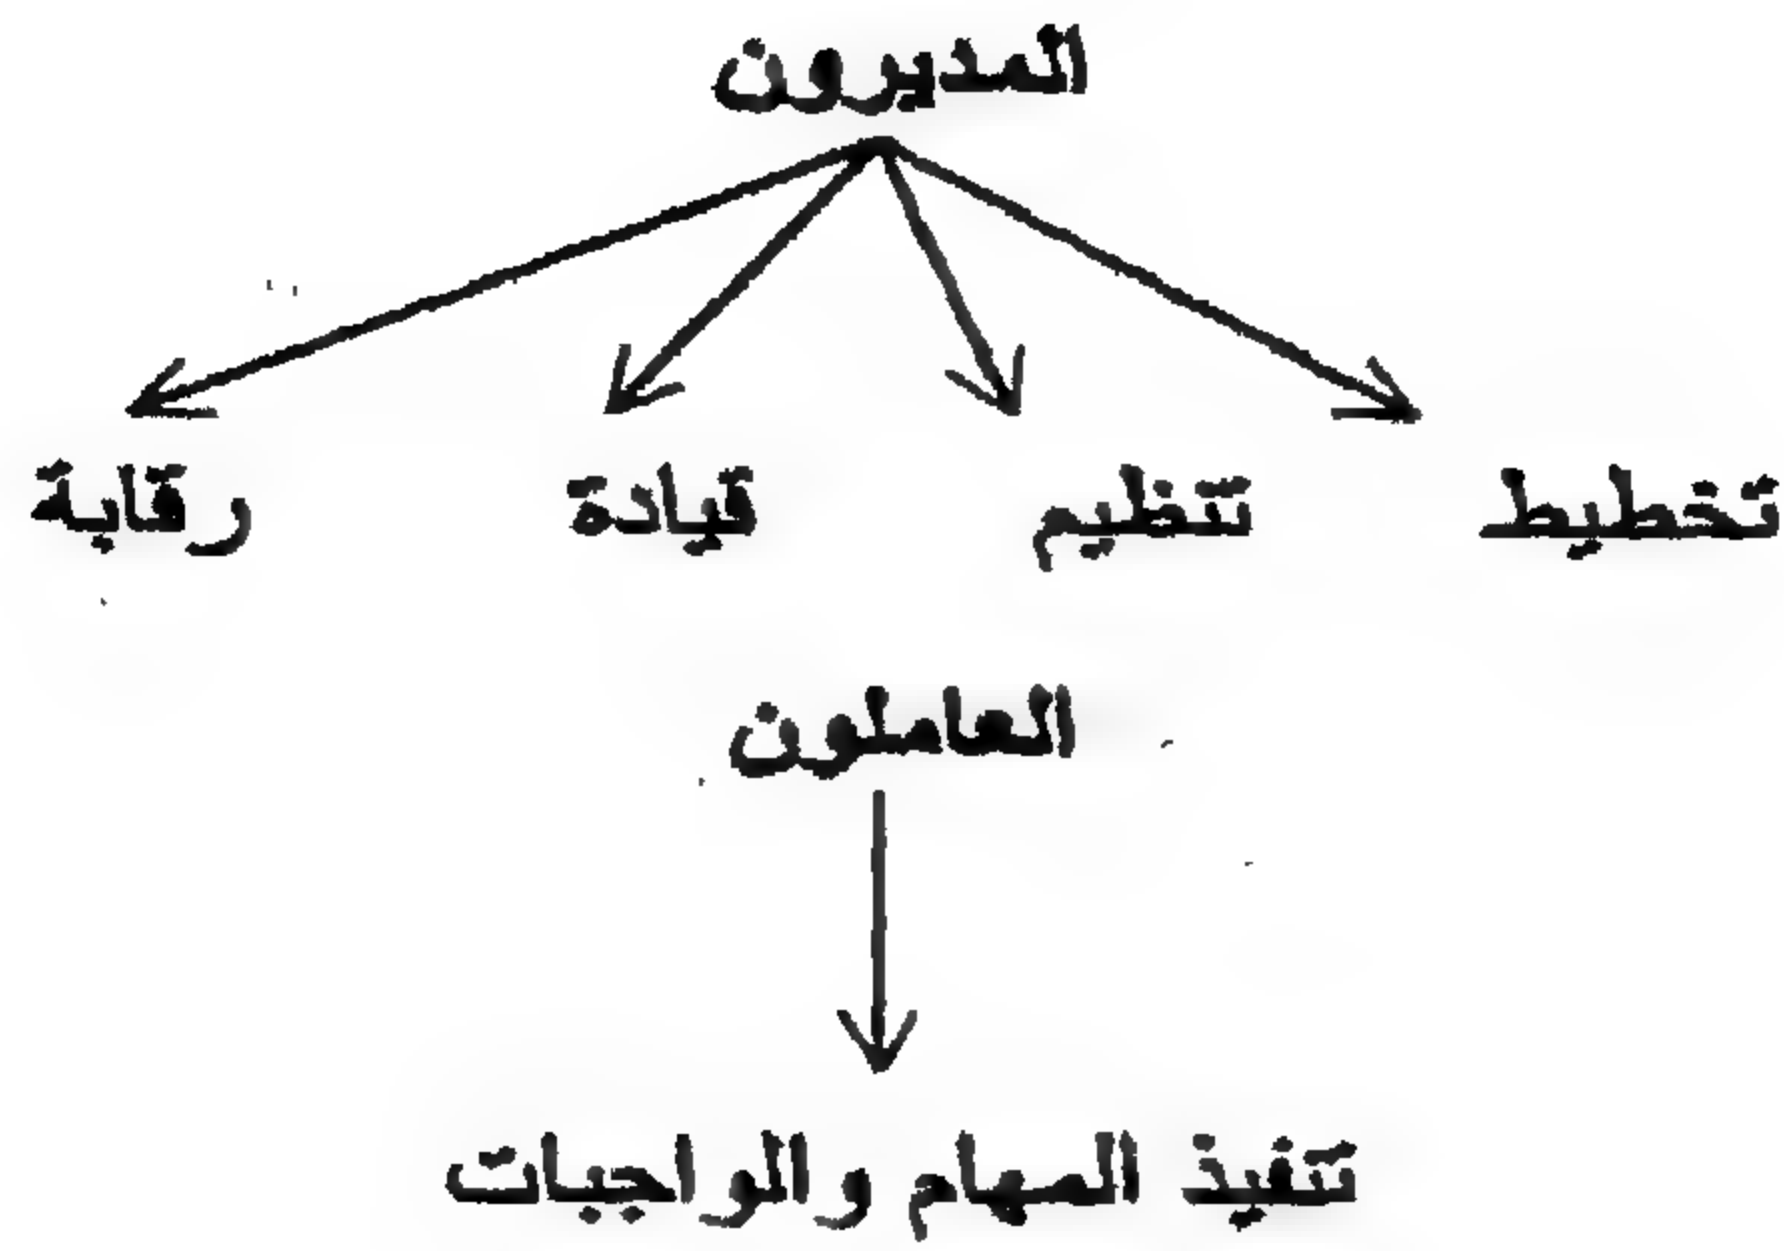 المديرون
تخطيط تنظيم قيادة رقابة
العاملون
تنفيذ المهام والواجبات